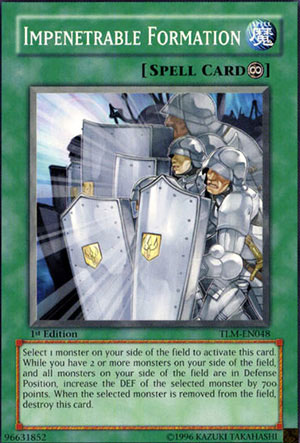 IMPENETRABLE FORMATION 魔
[SPELL CARD]
1st Edition TLM-EN048
Select 1 monster on your side of the field to activate this card.
While you have 2 or more monsters on your side of the field,
and all monsters on your side of the field are in Defense
Position, increase the DEF of the selected monster by 700
points. When the selected monster is removed from the field,
destroy this card.
96631852 ©1996 KAZUKI TAKAHASHI